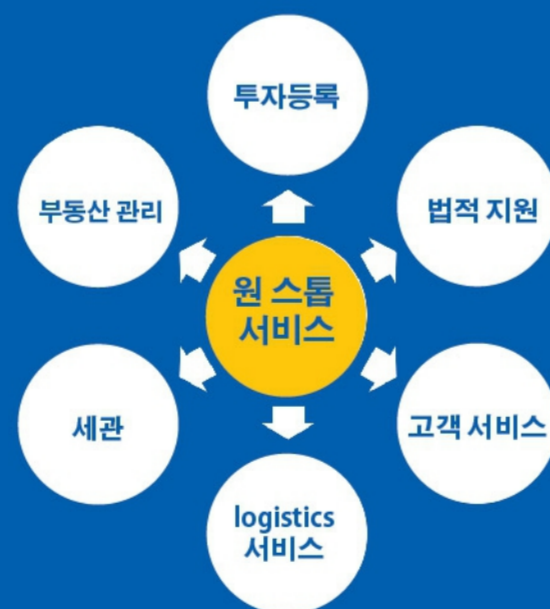 투자등록
부동산 관리
법적 지원
원 스톱
서비스
세관
고객 서비스
logistics
서비스